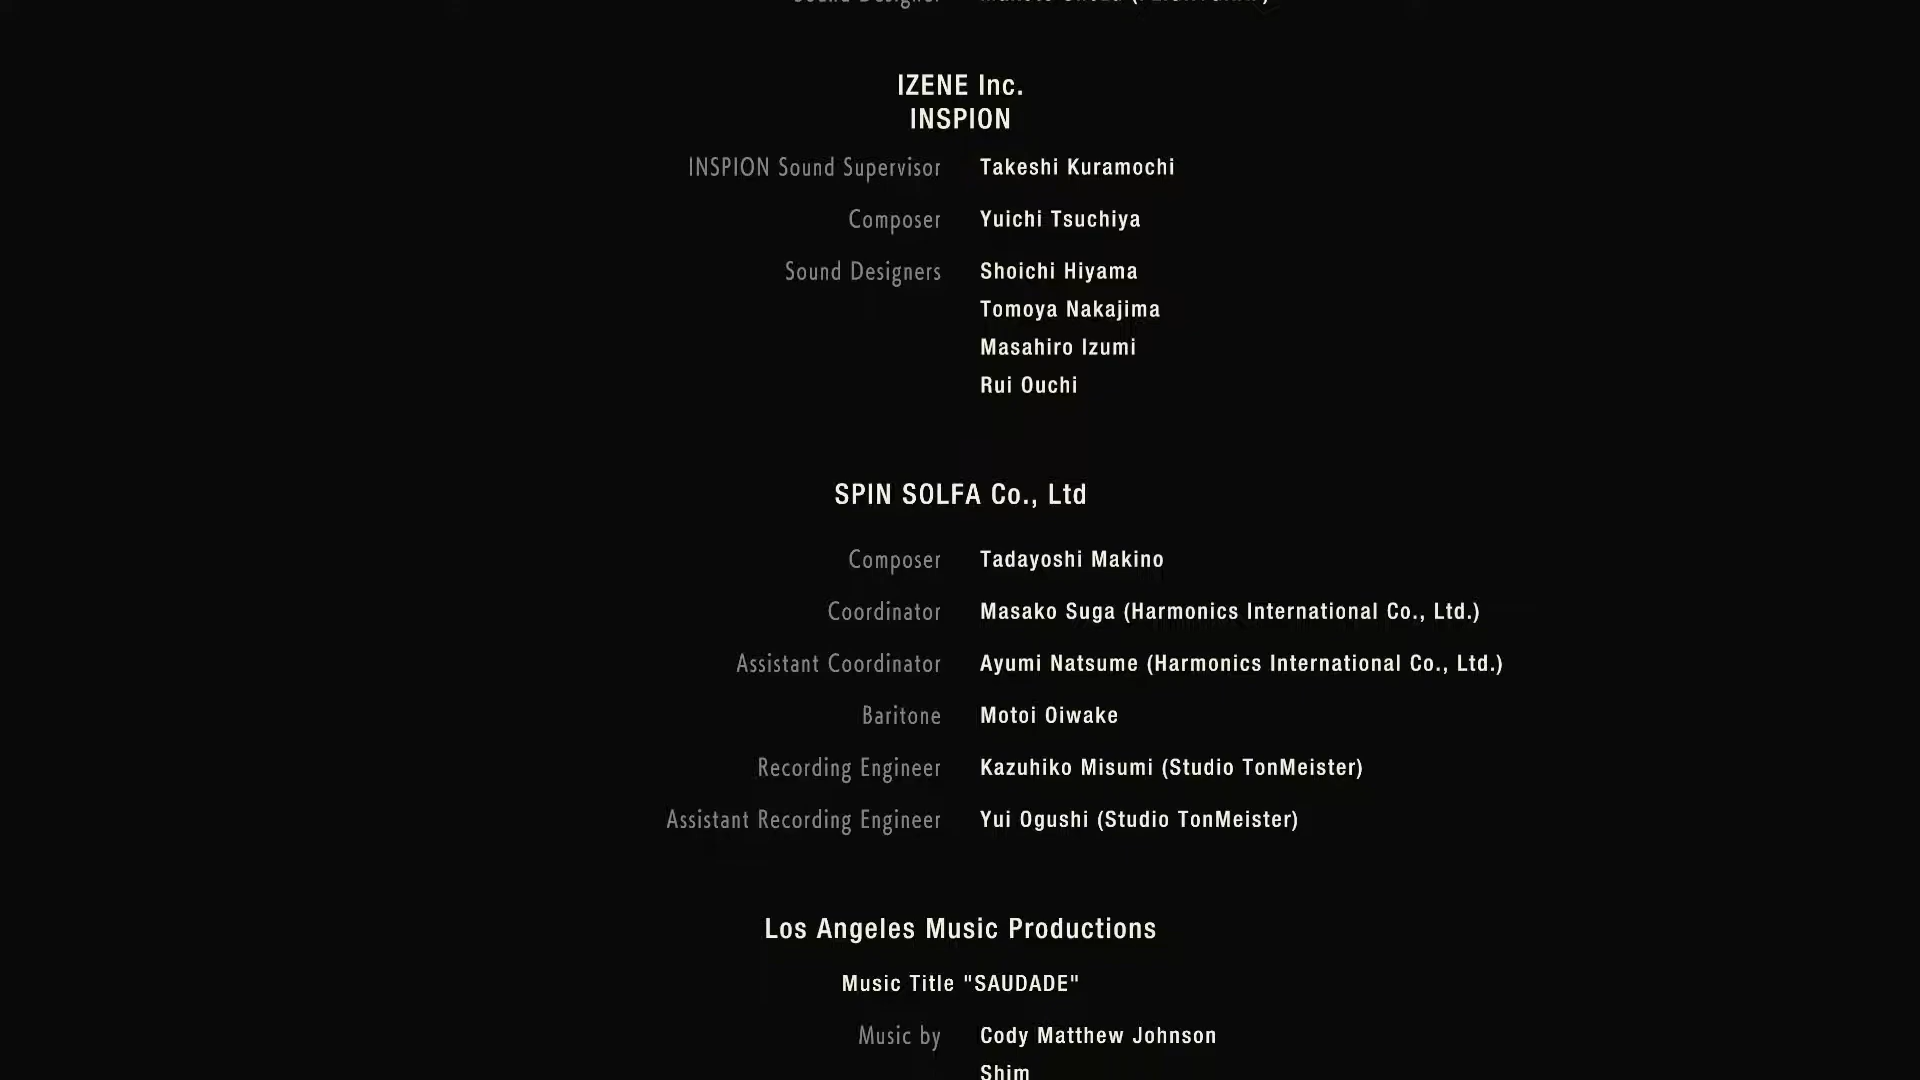 Sound Designer
IZENE Inc.
INSPION
INSPION Sound Supervisor Takeshi Kuramochi
Composer Yuichi Tsuchiya
Sound Designers Shoichi Hiyama
Tomoya Nakajima
Masahiro Izumi
Rui Ouchi
SPIN SOLFA Co., Ltd
Composer Tadayoshi Makino
Coordinator Masako Suga (Harmonics International Co., Ltd.)
Assistant Coordinator Ayumi Natsume (Harmonics International Co., Ltd.)
Baritone Motoi Oiwake
Recording Engineer Kazuhiko Misumi (Studio TonMeister)
Assistant Recording Engineer Yui Ogushi (Studio TonMeister)
Los Angeles Music Productions
Music Title "SAUDADE"
Music by Cody Matthew Johnson
Shim